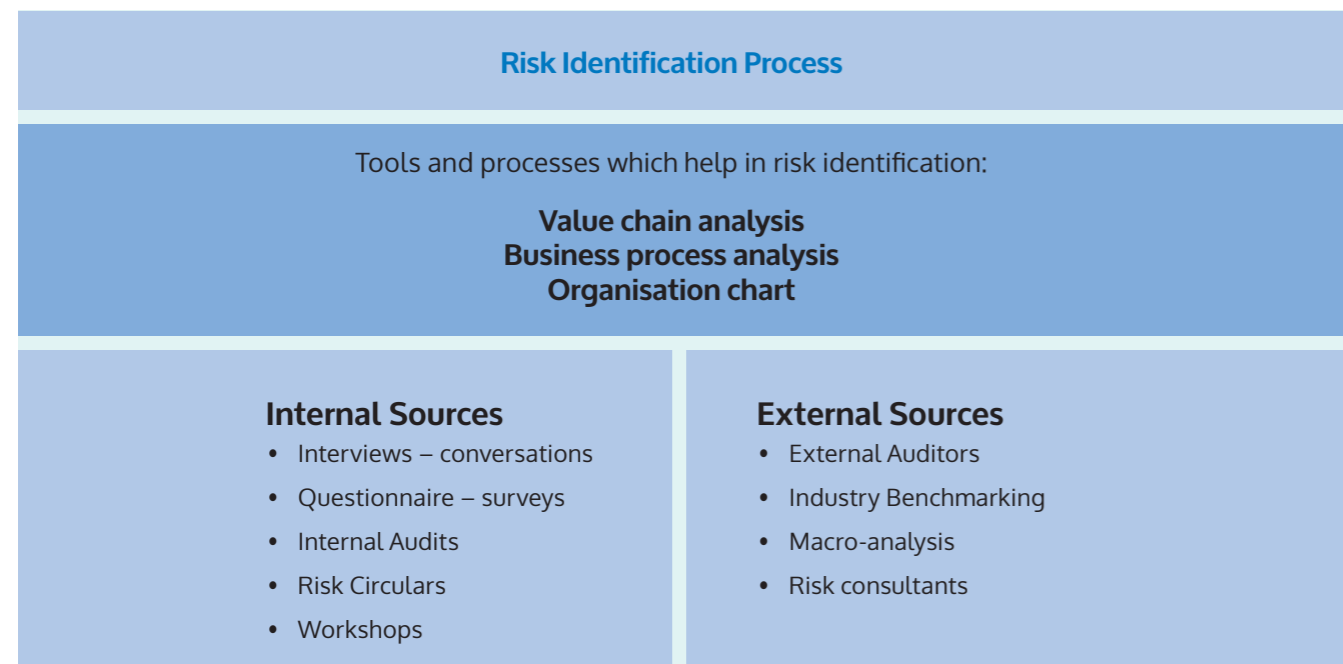 Risk Identification Process
Tools and processes which help in risk identification:
Value chain analysis
Business process analysis
Organisation chart
Internal Sources
• Interviews – conversations
• Questionnaire – surveys
• Internal Audits
• Risk Circulars
• Workshops
External Sources
• External Auditors
• Industry Benchmarking
• Macro-analysis
• Risk consultants